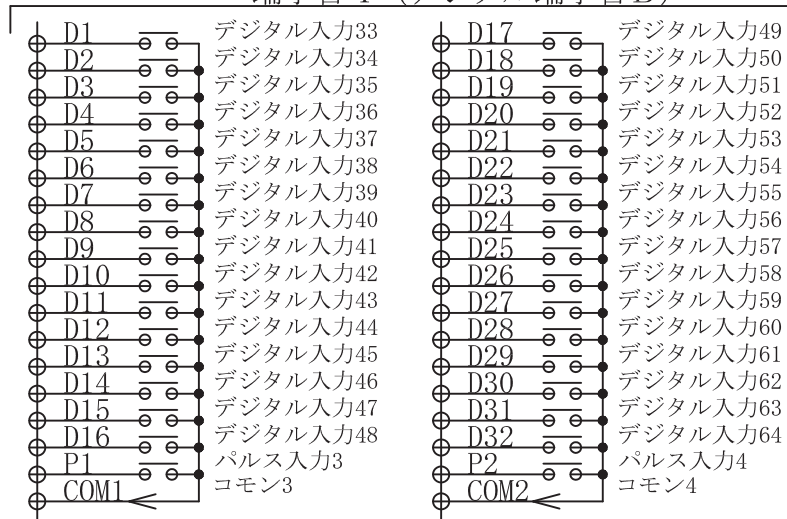 D1 デジタル入力33
D2 デジタル入力34
D3 デジタル入力35
D4 デジタル入力36
D5 デジタル入力37
D6 デジタル入力38
D7 デジタル入力39
D8 デジタル入力40
D9 デジタル入力41
D10 デジタル入力42
D11 デジタル入力43
D12 デジタル入力44
D13 デジタル入力45
D14 デジタル入力46
D15 デジタル入力47
D16 デジタル入力48
P1 パルス入力3
COM1 コモン3
D17 デジタル入力49
D18 デジタル入力50
D19 デジタル入力51
D20 デジタル入力52
D21 デジタル入力53
D22 デジタル入力54
D23 デジタル入力55
D24 デジタル入力56
D25 デジタル入力57
D26 デジタル入力58
D27 デジタル入力59
D28 デジタル入力60
D29 デジタル入力61
D30 デジタル入力62
D31 デジタル入力63
D32 デジタル入力64
P2 パルス入力4
COM2 コモン4